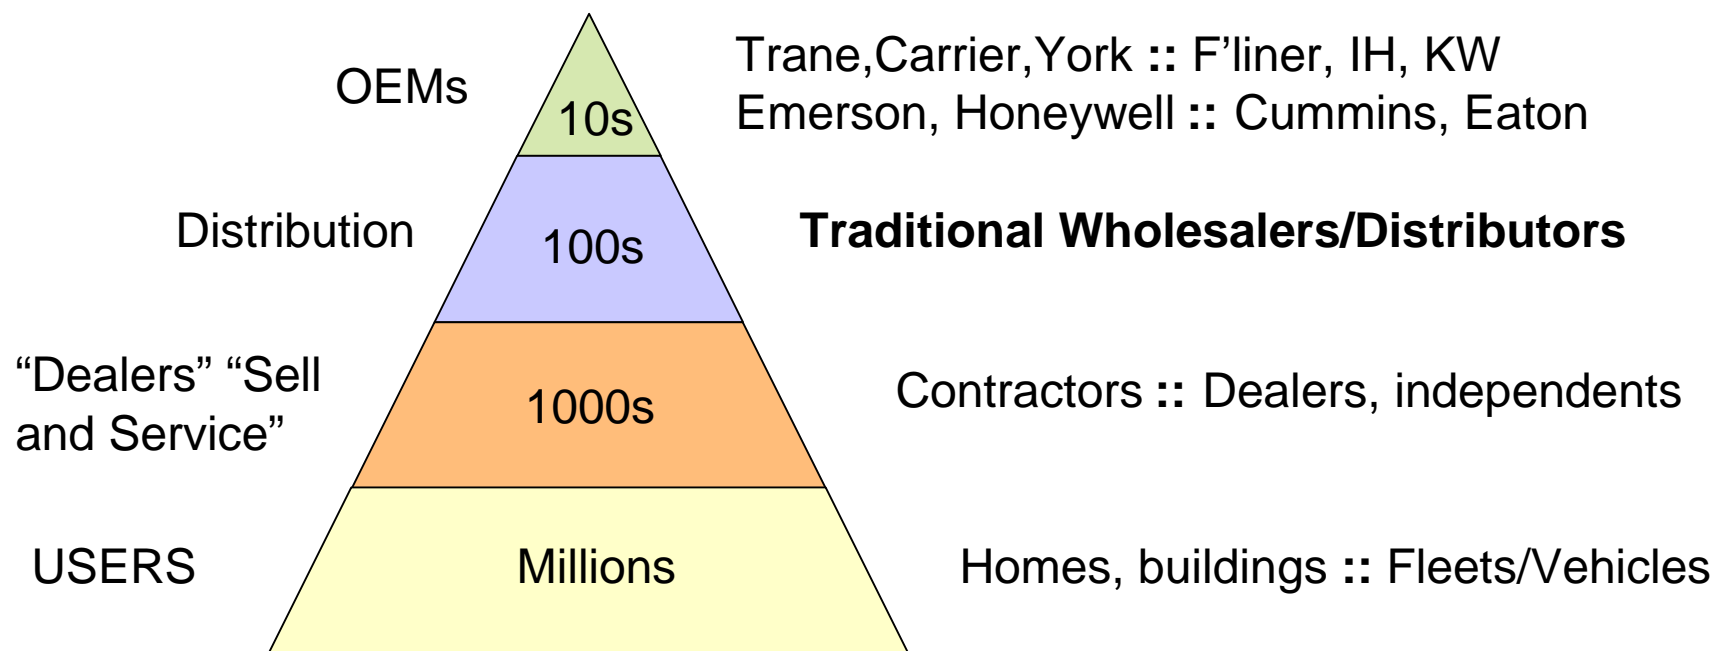 OEMs
10s
Trane,Carrier,York :: F’liner, IH, KW
Emerson, Honeywell :: Cummins, Eaton
Distribution
100s
Traditional Wholesalers/Distributors
“Dealers” “Sell
and Service”
1000s
Contractors :: Dealers, independents
USERS
Millions
Homes, buildings :: Fleets/Vehicles